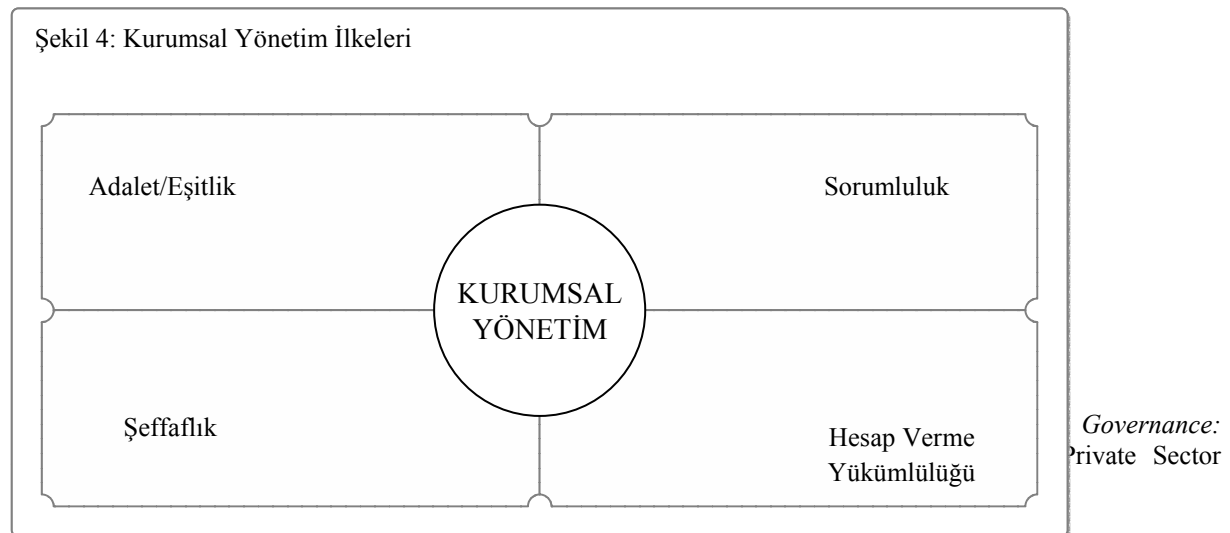 Şekil 4: Kurumsal Yönetim İlkeleri
Adalet/Eşitlik
Sorumluluk
KURUMSAL
YÖNETİM
Şeffaflık
Hesap Verme
Yükümlülüğü
Governance:
Private Sector